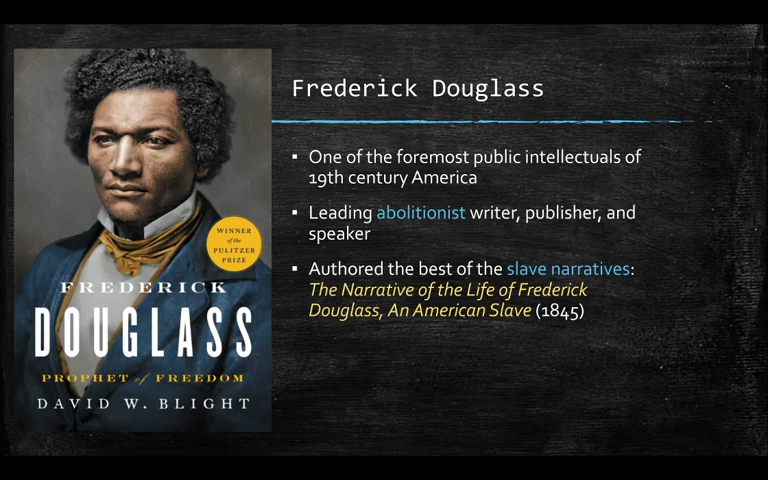 WINNER
of the
PULITZER
PRIZE
FREDERICK
DOUGLASS
PROPHET of FREEDOM
DAVID W. BLIGHT
Frederick Douglass
▪ One of the foremost public intellectuals of
19th century America
▪ Leading abolitionist writer, publisher, and
speaker
▪ Authored the best of the slave narratives:
The Narrative of the Life of Frederick
Douglass, An American Slave (1845)